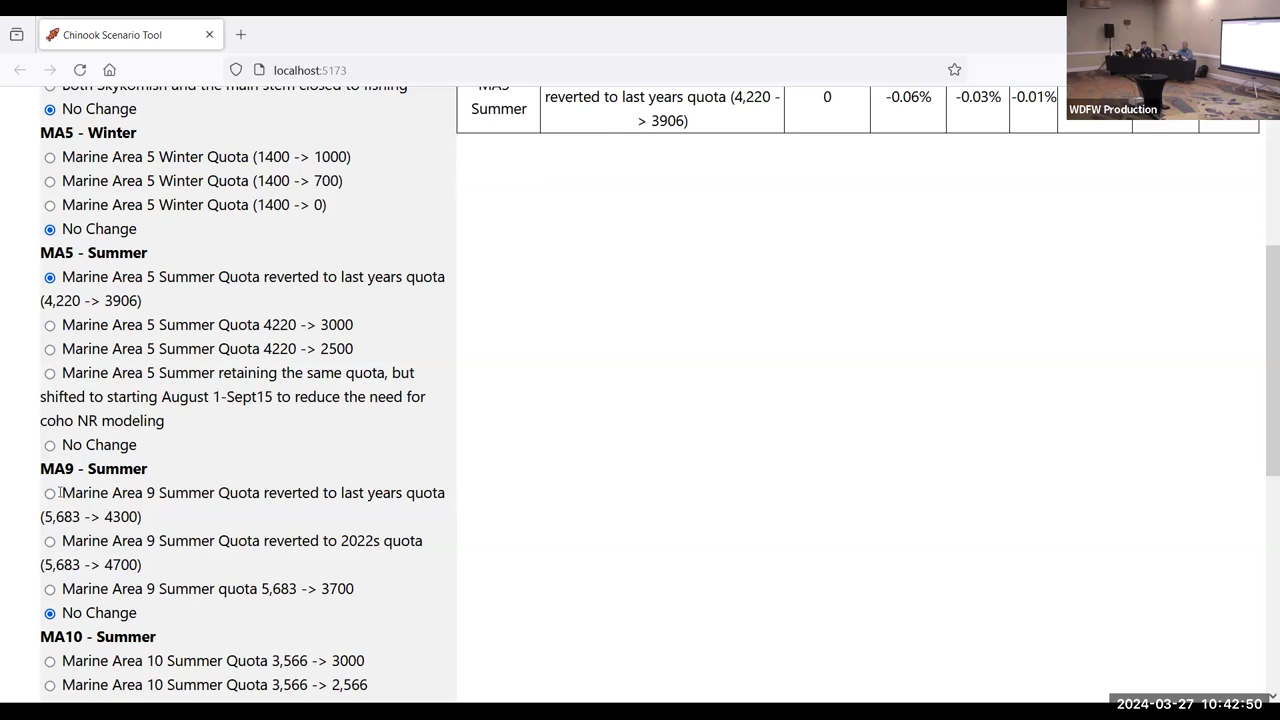 Chinook Scenario Tool
localhost:5173
WDFW Production
Both Skykomish and the main stem closed to fishing
No Change
MA5 - Winter
Marine Area 5 Winter Quota (1400 -> 1000)
Marine Area 5 Winter Quota (1400 -> 700)
Marine Area 5 Winter Quota (1400 -> 0)
No Change
MA5 - Summer
Marine Area 5 Summer Quota reverted to last years quota
(4,220 -> 3906)
Marine Area 5 Summer Quota 4220 -> 3000
Marine Area 5 Summer Quota 4220 -> 2500
Marine Area 5 Summer retaining the same quota, but
shifted to starting August 1-Sept15 to reduce the need for
coho NR modeling
No Change
MA9 - Summer
Marine Area 9 Summer Quota reverted to last years quota
(5,683 -> 4300)
Marine Area 9 Summer Quota reverted to 2022s quota
(5,683 -> 4700)
Marine Area 9 Summer quota 5,683 -> 3700
No Change
MA10 - Summer
Marine Area 10 Summer Quota 3,566 -> 3000
Marine Area 10 Summer Quota 3,566 -> 2,566
MA5
Summer
reverted to last years quota (4,220 -
> 3906)
0
-0.06%
-0.03%
-0.01%
2024-03-27 10:42:50